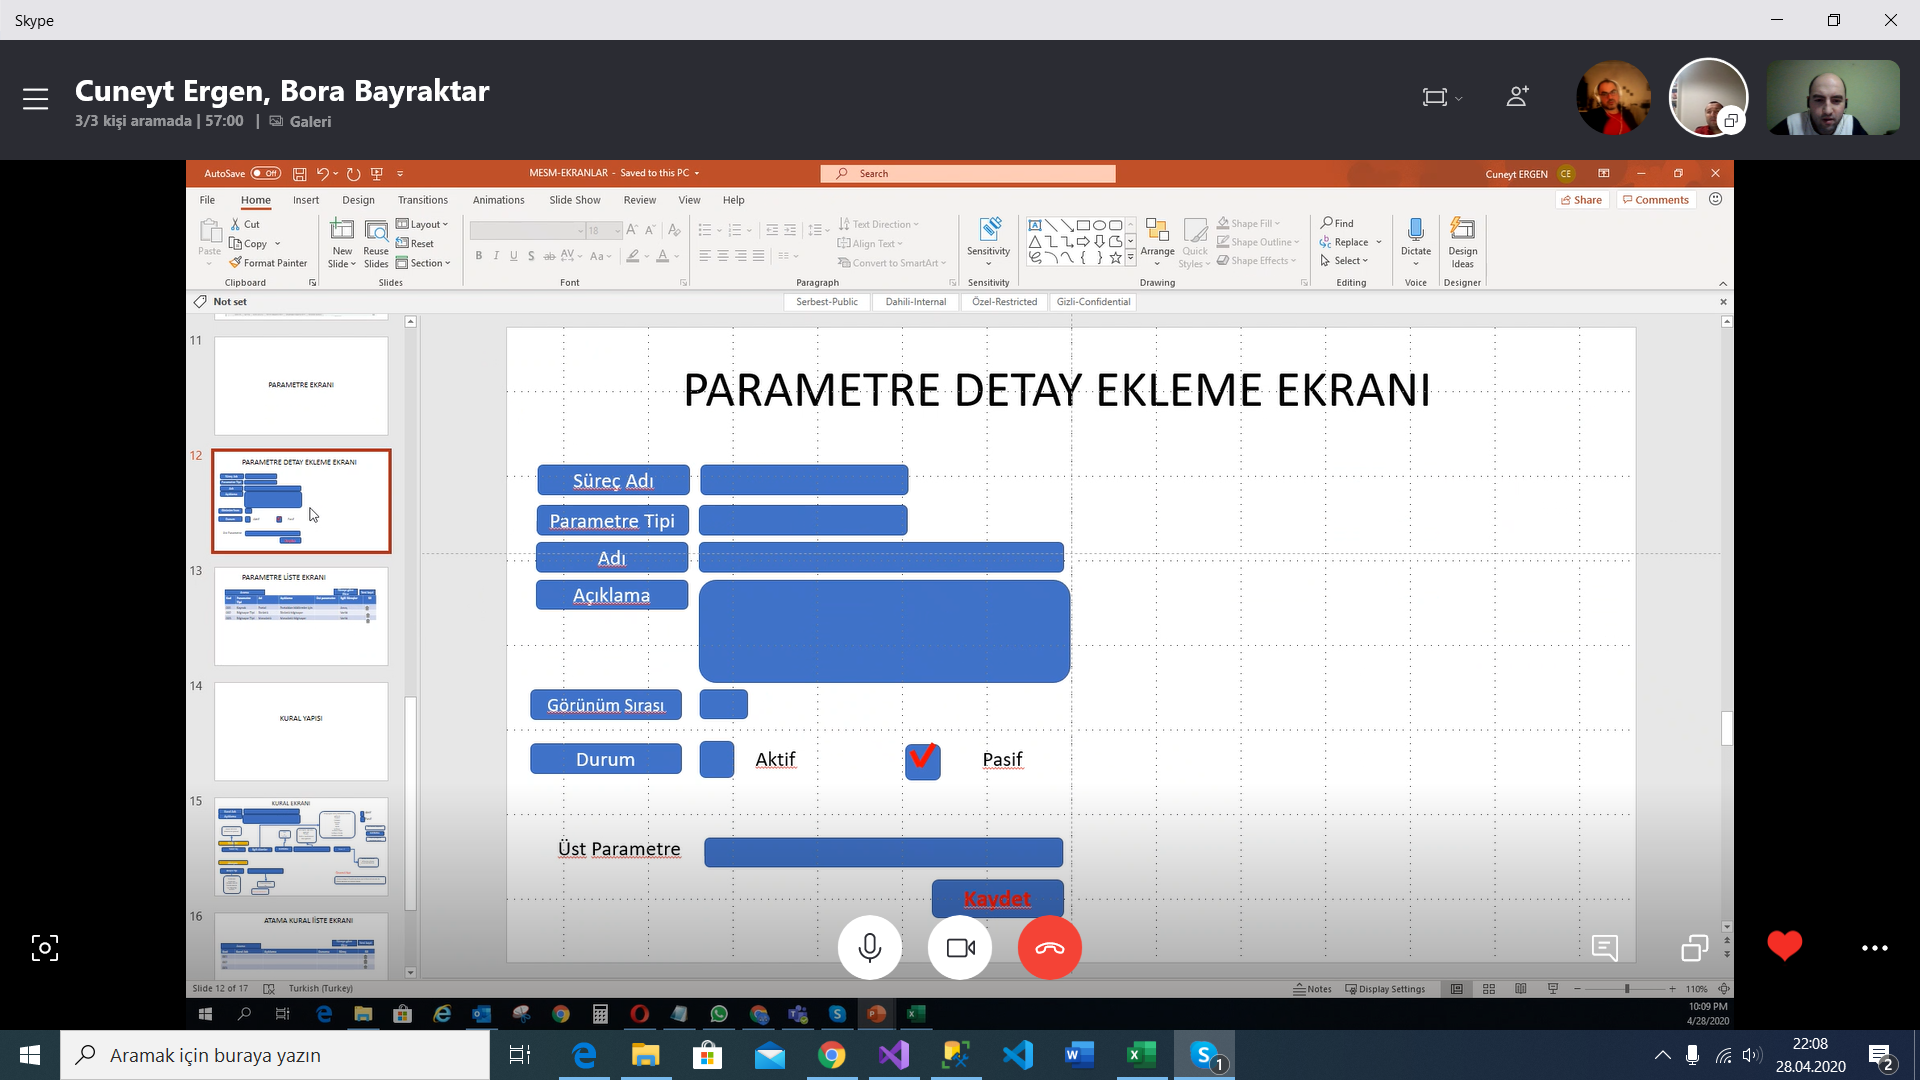 Skype
Cuneyt Ergen, Bora Bayraktar
3/3 kişi aramada | 57:00 | Galeri
AutoSave Off
MESM-EKRANLAR - Saved to this PC
Search
Cuneyt ERGEN CE
File Home Insert Design Transitions Animations Slide Show Review View Help
Share Comments
Paste
Cut
Copy
Format Painter
Clipboard
New Slide
Reuse Slides
Layout
Reset
Section
Slides
18
Font
Text Direction
Align Text
Convert to SmartArt
Paragraph
Sensitivity
Sensitivity
Arrange
Quick Styles
Shape Fill
Shape Outline
Shape Effects
Drawing
Find
Replace
Select
Editing
Dictate
Voice
Design Ideas
Designer
Not set
Serbest-Public Dahili-Internal Özel-Restricted Gizli-Confidential
11
PARAMETRE EKRANI
12
PARAMETRE DETAY EKLEME EKRANI
13
PARAMETRE LİSTE EKRANI
14
KURAL YAPISI
15
KURAL EKRANI
16
ATAMA KURAL LİSTE EKRANI
PARAMETRE DETAY EKLEME EKRANI
Süreç Adı
Parametre Tipi
Adı
Açıklama
Görünüm Sırası
Durum Aktif Pasif
Üst Parametre
Kaydet
Slide 12 of 17 Turkish (Turkey)
Notes Display Settings 110%
10:09 PM
4/28/2020
Aramak için buraya yazın
1
22:08
28.04.2020
2